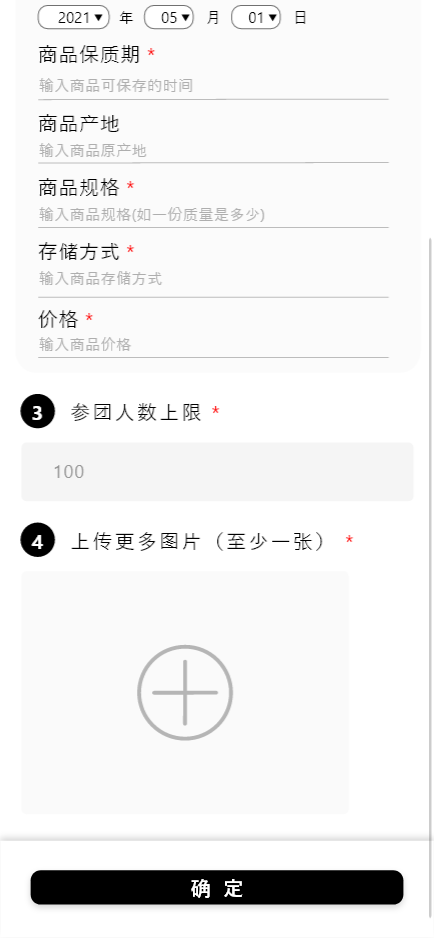 2021 ▼ 年 05 ▼ 月 01 ▼ 日
商品保质期 *
输入商品可保存的时间
商品产地
输入商品原产地
商品规格 *
输入商品规格(如一份质量是多少)
存储方式 *
输入商品存储方式
价格 *
输入商品价格
3 参团人数上限 *
100
4 上传更多图片（至少一张） *
确 定